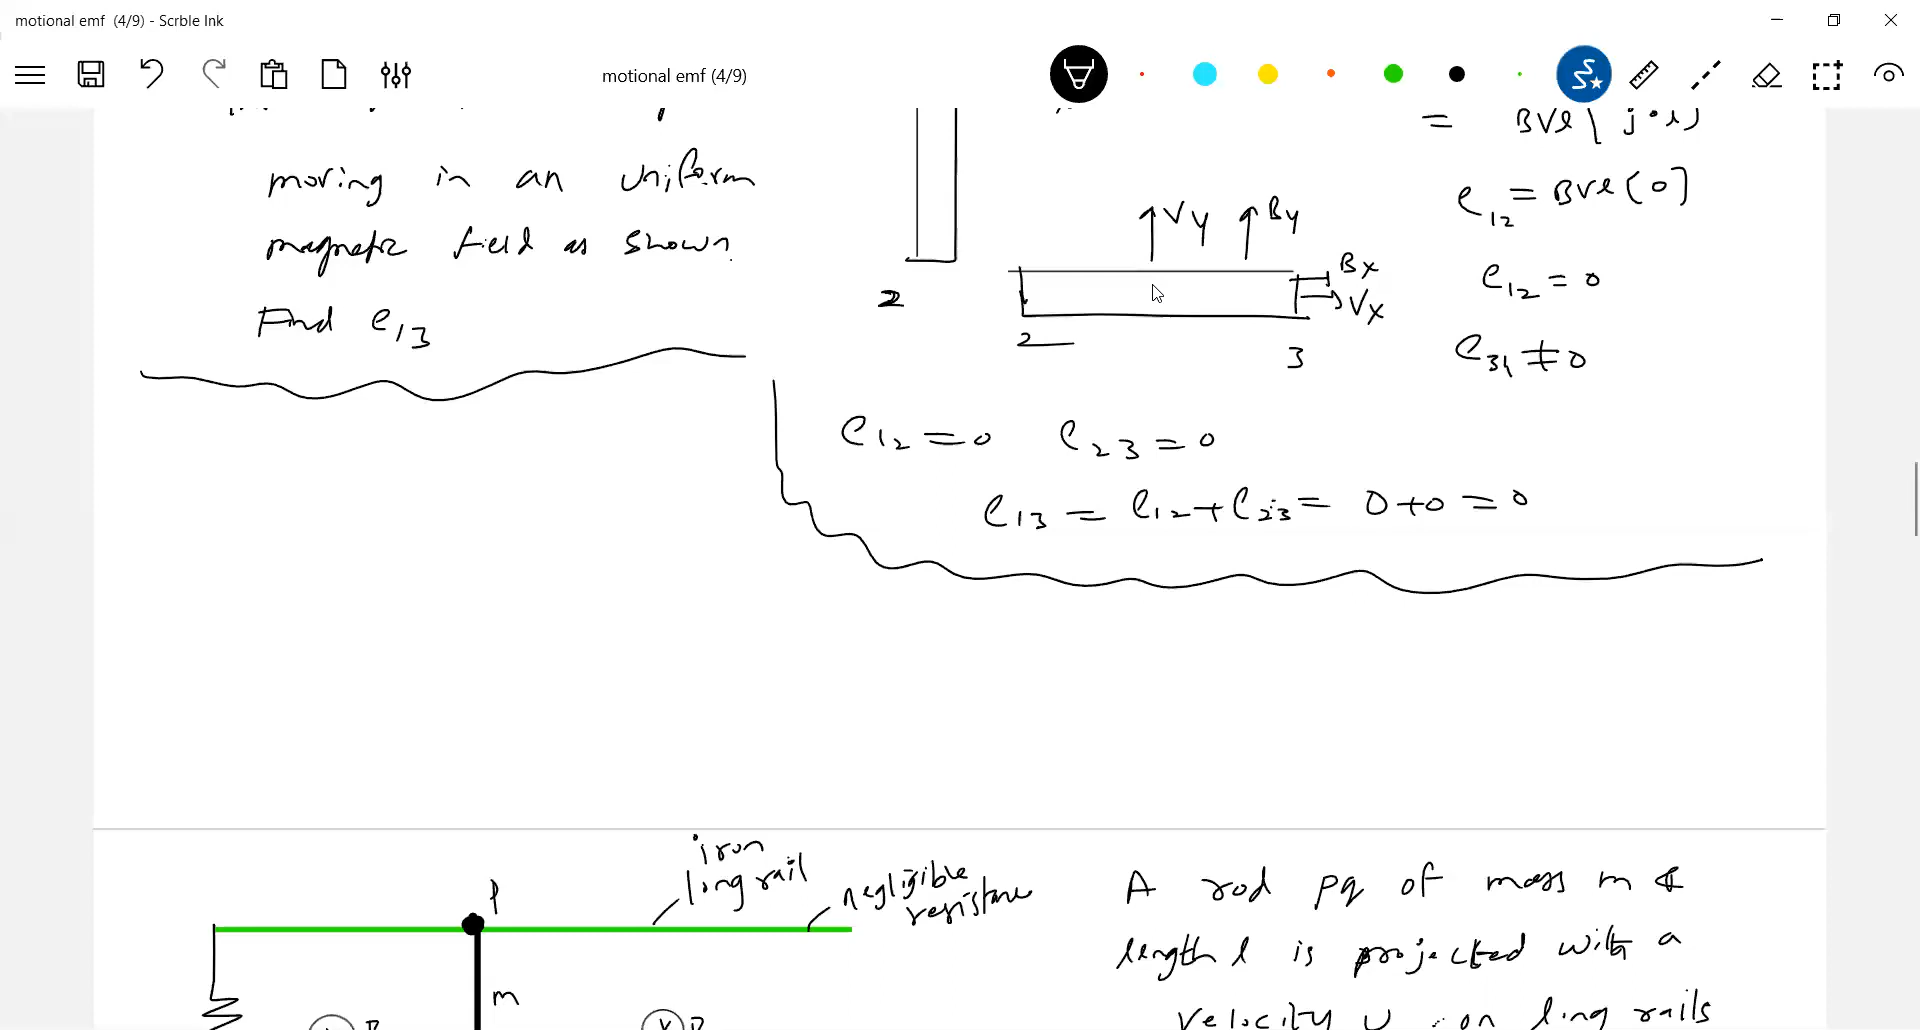 motional emf (4/9) - Scrble Ink
motional emf (4/9)
moving in an uniform
magnetic field as shown.
Find e13
2
Vy By
Bx
Vx
2
3
e12 = BVl(0)
e12 = 0
e31 ≠ 0
e12 = 0 e23 = 0
e13 = e12 + e23 = 0+0 = 0
iron
long rail
negligible
resistance
P
m
A rod pq of mass m &
length l is projected with a
velocity u on long rails